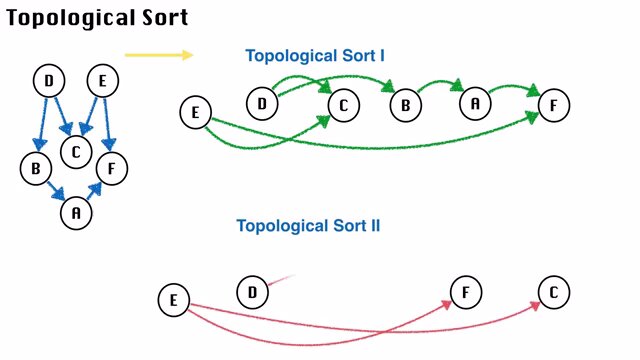 Topological Sort
Topological Sort I
D E
E D C B A F
B C F
A
Topological Sort II
E D F C